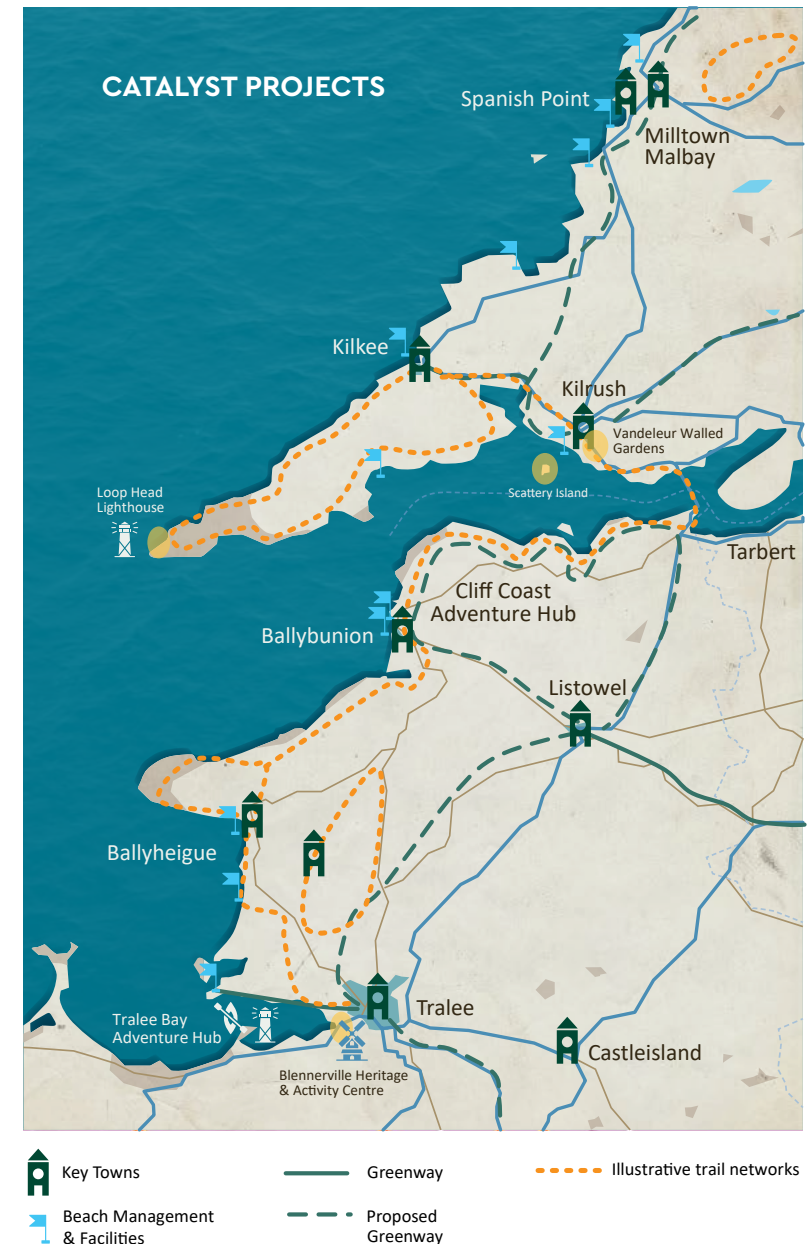 CATALYST PROJECTS
Spanish Point
Milltown
Malbay
Kilkee
Kilrush
Vandeleur Walled
Gardens
Loop Head
Lighthouse
Scattery Island
Tarbert
Cliff Coast
Adventure Hub
Ballybunion
Listowel
Ballyheigue
Tralee
Tralee Bay
Adventure Hub
Castleisland
Blennerville Heritage
& Activity Centre
Key Towns
Greenway
Illustrative trail networks
Beach Management
& Facilities
Proposed
Greenway